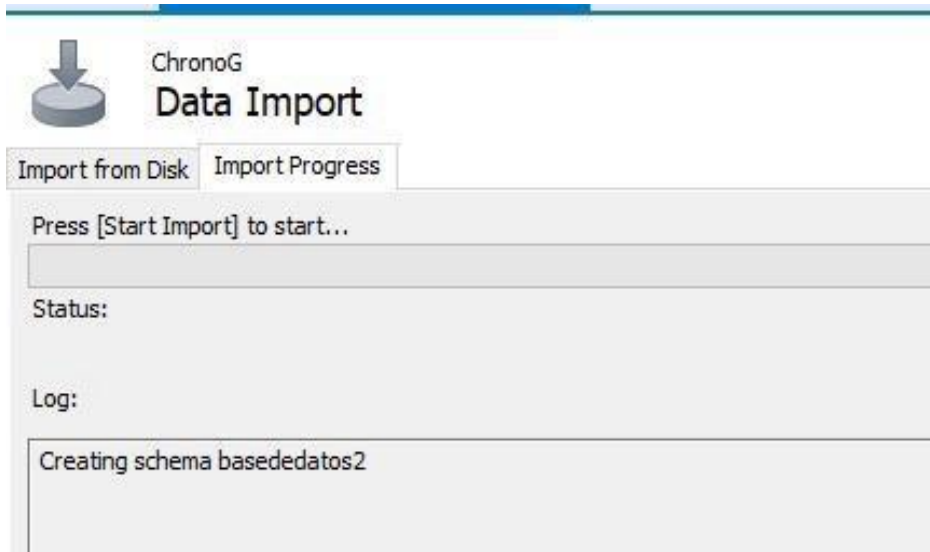 ChronoG
Data Import
Import from Disk Import Progress
Press [Start Import] to start...
Status:
Log:
Creating schema basededatos2